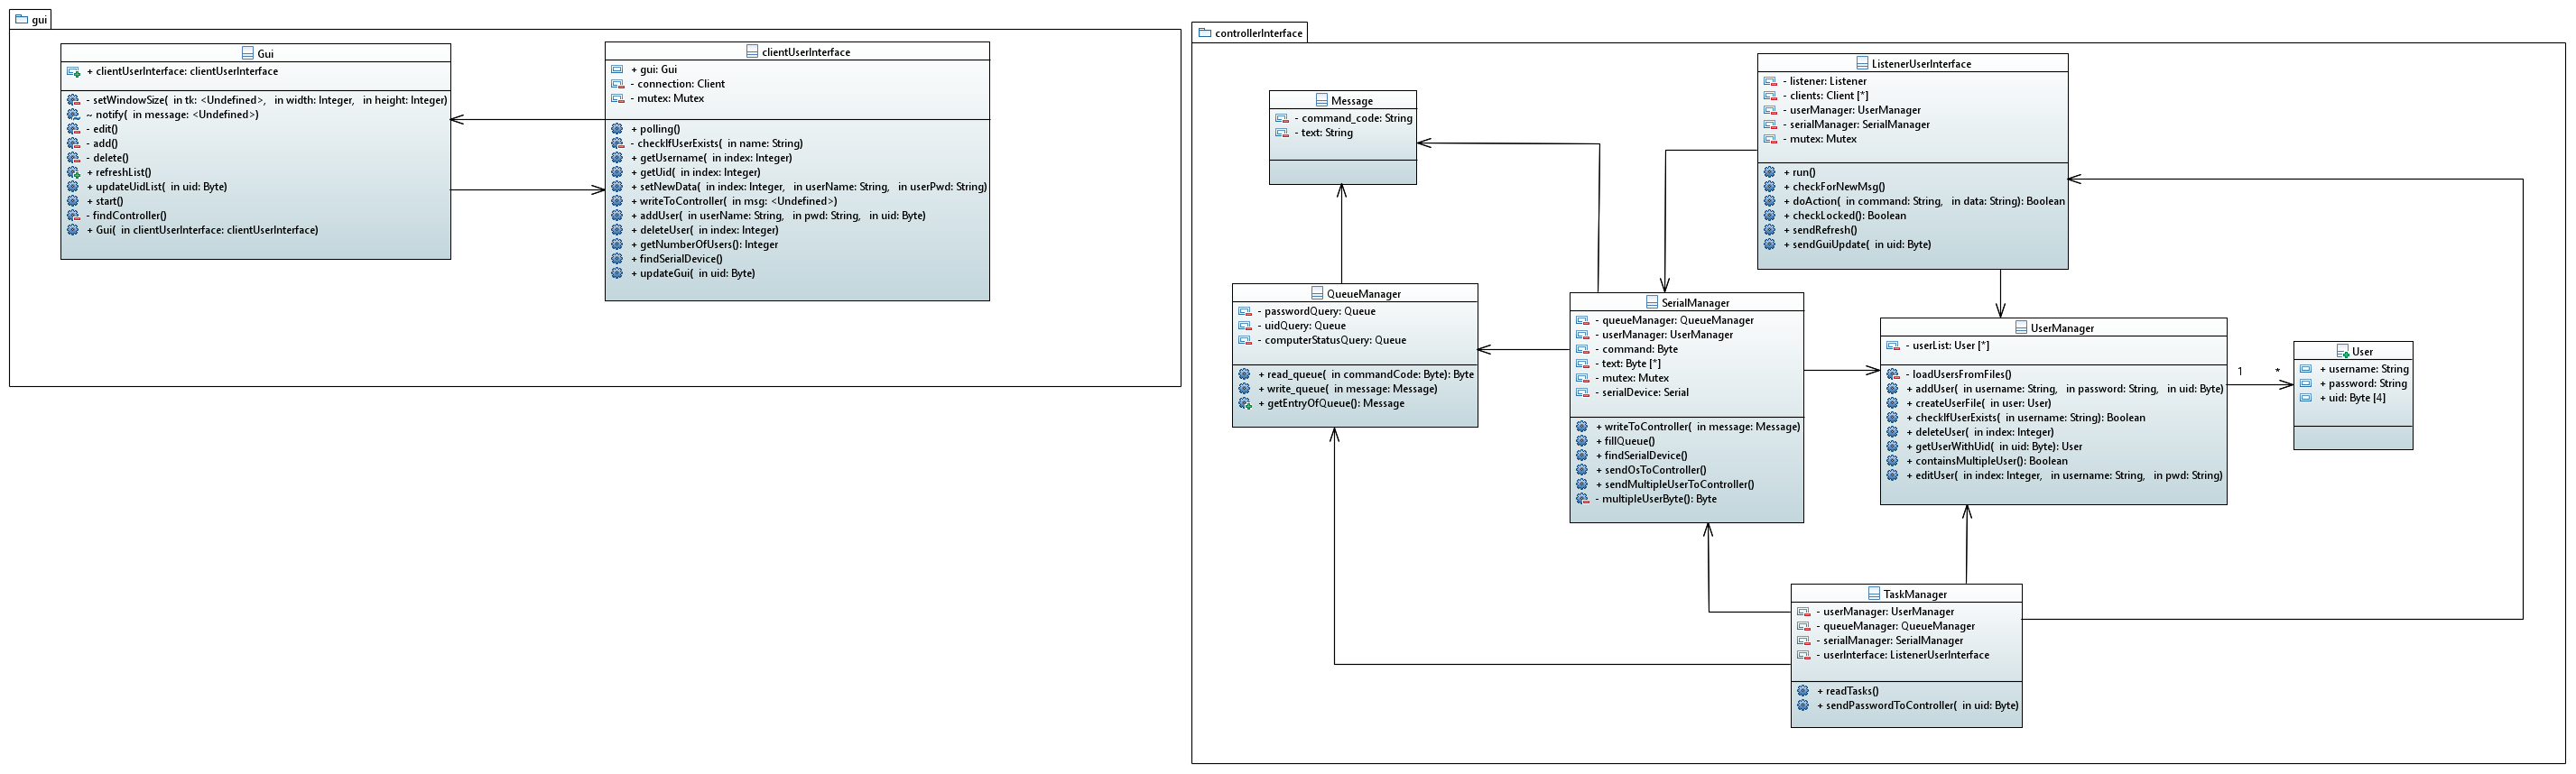 gui
Gui
+ clientUserInterface: clientUserInterface
- setWindowSize( in tk: <Undefined>, in width: Integer, in height: Integer)
~ notify( in message: <Undefined>)
- edit()
- add()
- delete()
+ refreshList()
+ updateUidList( in uid: Byte)
+ start()
- findController()
+ Gui( in clientUserInterface: clientUserInterface)
clientUserInterface
+ gui: Gui
- connection: Client
- mutex: Mutex
+ polling()
- checkIfUserExists( in name: String)
+ getUsername( in index: Integer)
+ getUid( in index: Integer)
+ setNewData( in index: Integer, in userName: String, in userPwd: String)
+ writeToController( in msg: <Undefined>)
+ addUser( in userName: String, in pwd: String, in uid: Byte)
+ deleteUser( in index: Integer)
+ getNumberOfUsers(): Integer
+ findSerialDevice()
+ updateGui( in uid: Byte)
controllerInterface
Message
- command_code: String
- text: String
ListenerUserInterface
- listener: Listener
- clients: Client [*]
- userManager: UserManager
- serialManager: SerialManager
- mutex: Mutex
+ run()
+ checkForNewMsg()
+ doAction( in command: String, in data: String): Boolean
+ checkLocked(): Boolean
+ sendRefresh()
+ sendGuiUpdate( in uid: Byte)
QueueManager
- passwordQuery: Queue
- uidQuery: Queue
- computerStatusQuery: Queue
+ read_queue( in commandCode: Byte): Byte
+ write_queue( in message: Message)
+ getEntryOfQueue(): Message
SerialManager
- queueManager: QueueManager
- userManager: UserManager
- command: Byte
- text: Byte [*]
- mutex: Mutex
- serialDevice: Serial
+ writeToController( in message: Message)
+ fillQueue()
+ findSerialDevice()
+ sendOsToController()
+ sendMultipleUserToController()
- multipleUserByte(): Byte
UserManager
- userList: User [*]
- loadUsersFromFiles()
+ addUser( in username: String, in password: String, in uid: Byte)
+ createUserFile( in user: User)
+ checkIfUserExists( in username: String): Boolean
+ deleteUser( in index: Integer)
+ getUserWithUid( in uid: Byte): User
+ containsMultipleUser(): Boolean
+ editUser( in index: Integer, in username: String, in pwd: String)
1 *
User
+ username: String
+ password: String
+ uid: Byte [4]
TaskManager
- userManager: UserManager
- queueManager: QueueManager
- serialManager: SerialManager
- userInterface: ListenerUserInterface
+ readTasks()
+ sendPasswordToController( in uid: Byte)